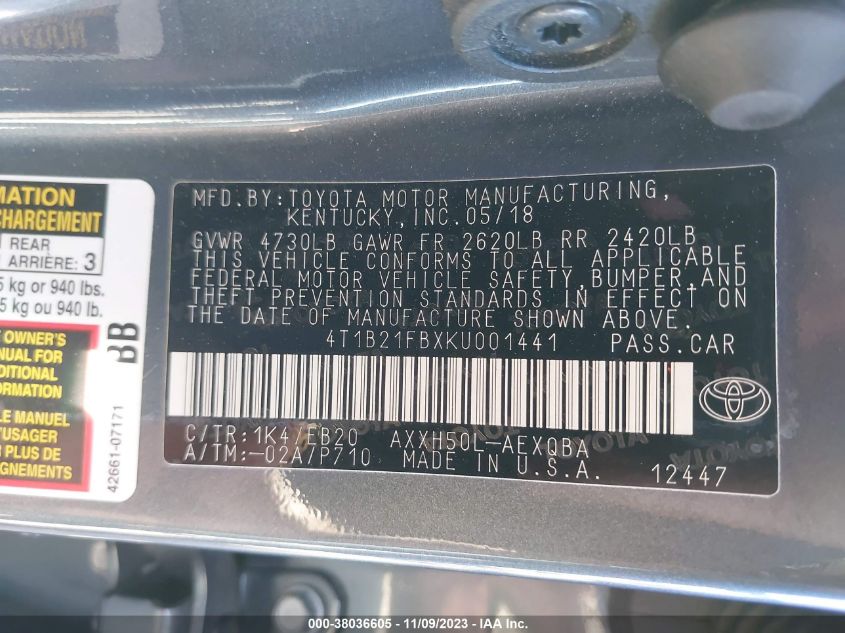 MATION
CHARGEMENT
REAR
ARRIÈRE: 3
5 kg or 940 lbs.
5 kg ou 940 lb.
OWNER'S
NUAL FOR
DITIONAL
FORMATION
LE MANUEL
'USAGER
R PLUS DE
42661-07171
BB
MFD.BY:TOYOTA MOTOR MANUFACTURING,
KENTUCKY,INC.05/18
GVWR 4730LB GAWR FR 2620LB RR 2420LB
THIS VEHICLE CONFORMS TO ALL APPLICABLE
FEDERAL MOTOR VEHICLE SAFETY,BUMPER,AND
THEFT PREVENTION STANDARDS IN EFFECT ON
THE DATE OF MANUFACTURE SHOWN ABOVE.
4T1B21FBXKU001441 PASS.CAR
C/TR:1K4/EB20 AXXH50L-AEXQBA
A/TM:-02A/P710 MADE IN U.S.A.
12447
000-38036605 - 11/09/2023 - IAA Inc.